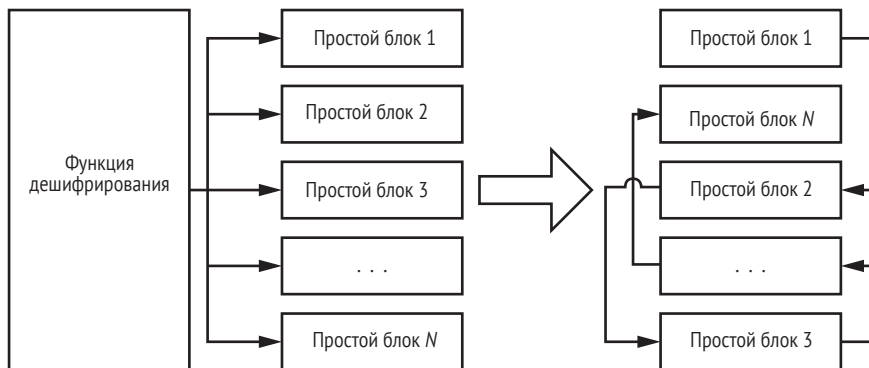 Функция
дешифрирования
Простой блок 1
Простой блок 2
Простой блок 3
. . .
Простой блок N
Простой блок 1
Простой блок N
Простой блок 2
. . .
Простой блок 3